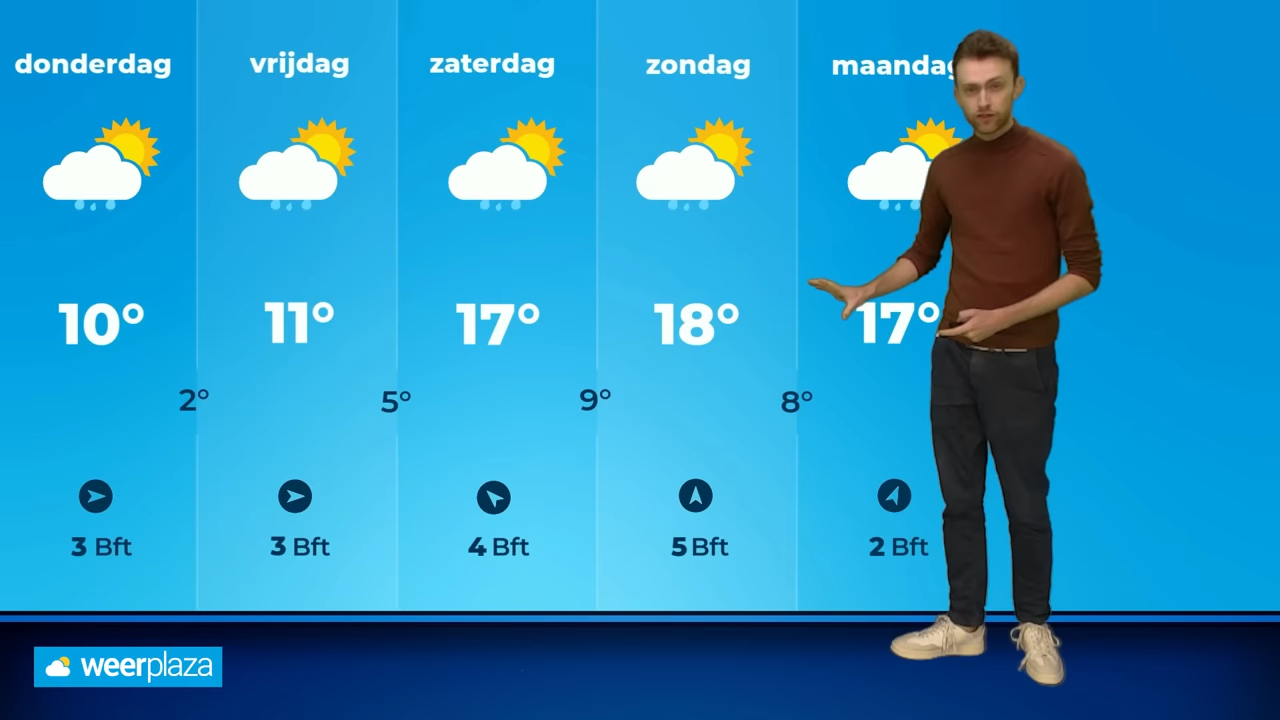 donderdag vrijdag zaterdag zondag maandag
10° 11° 17° 18° 17°
2° 5° 9° 8°
3 Bft 3 Bft 4 Bft 5 Bft 2 Bft
weerplaza